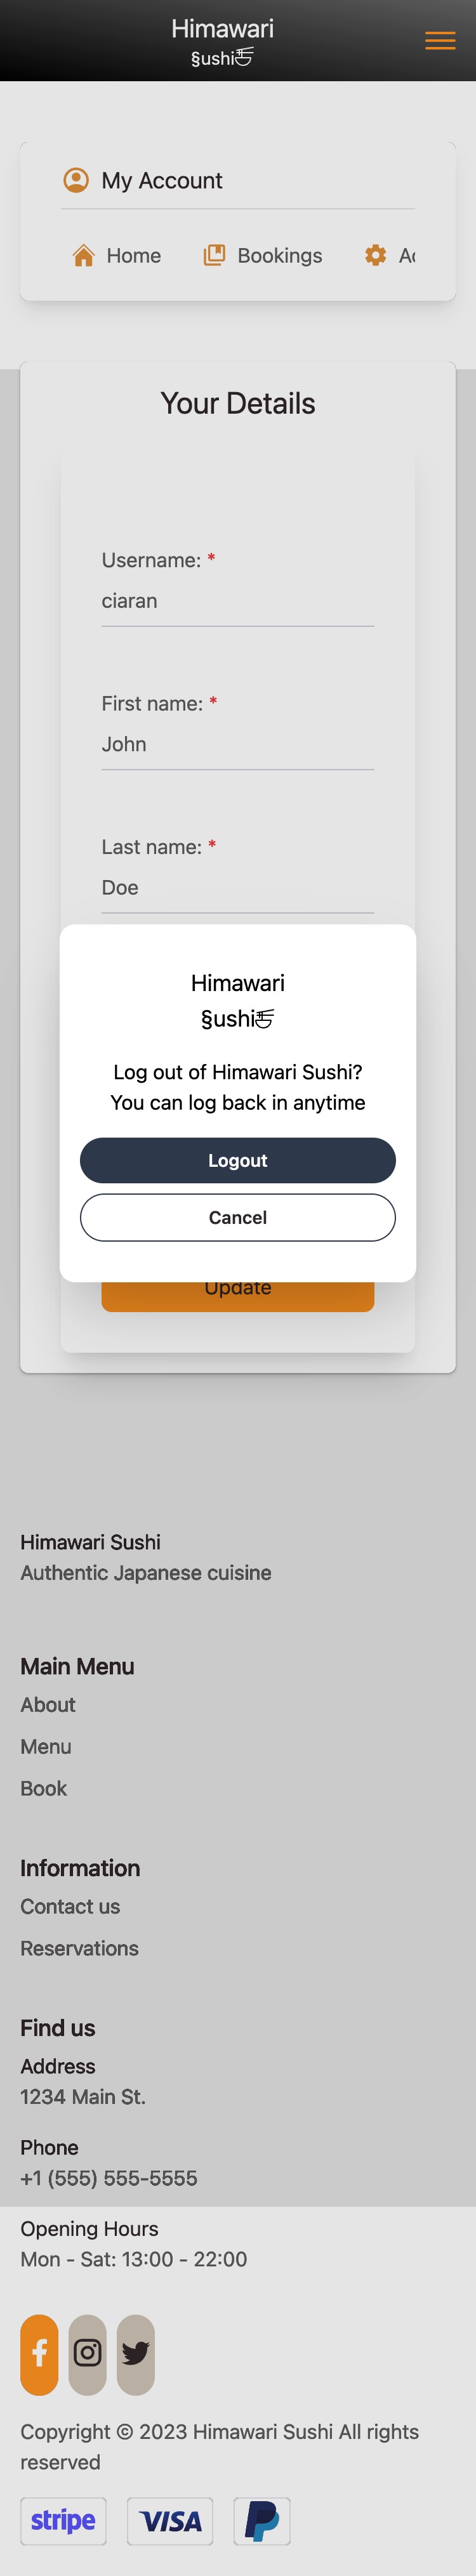 Himawari
§ushi
My Account
Home Bookings
Your Details
Username: *
ciaran
First name: *
John
Last name: *
Doe
Himawari
§ushi
Log out of Himawari Sushi?
You can log back in anytime
Logout
Cancel
Update
Himawari Sushi
Authentic Japanese cuisine
Main Menu
About
Menu
Book
Information
Contact us
Reservations
Find us
Address
1234 Main St.
Phone
+1 (555) 555-5555
Opening Hours
Mon - Sat: 13:00 - 22:00
Copyright © 2023 Himawari Sushi All rights
reserved
stripe VISA